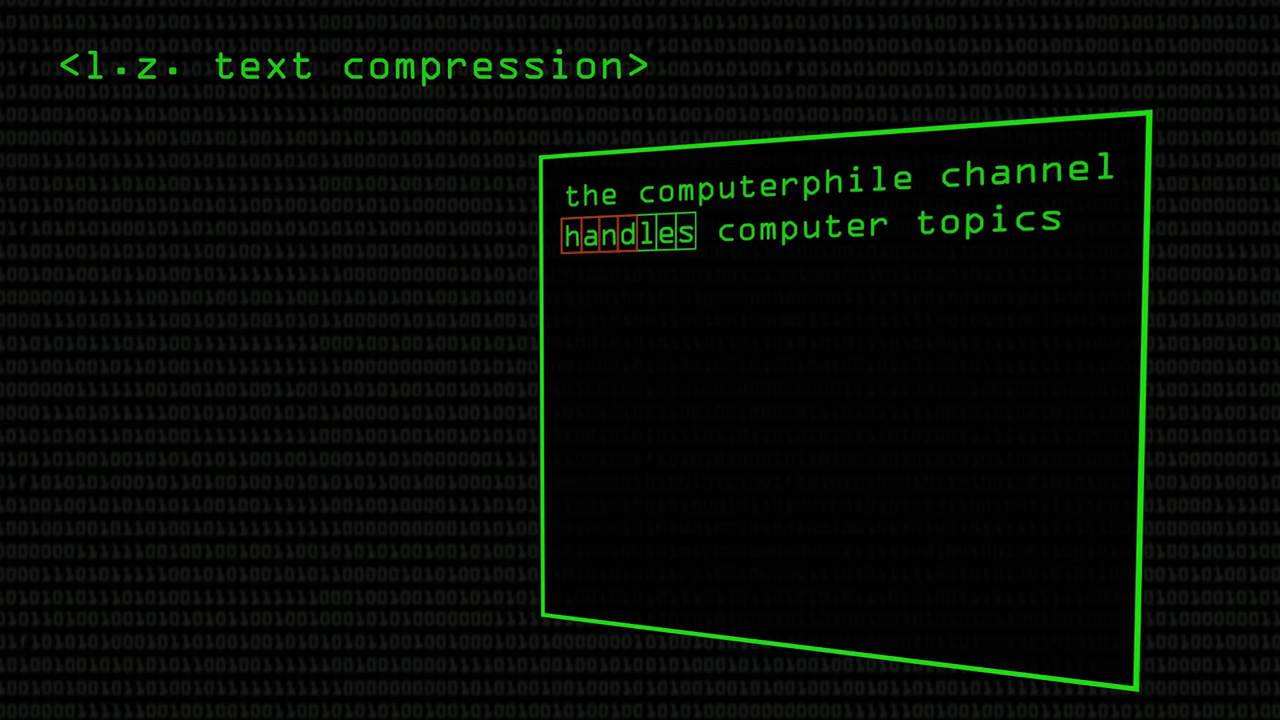 <l.z. text compression>
the computerphile channel
handles computer topics